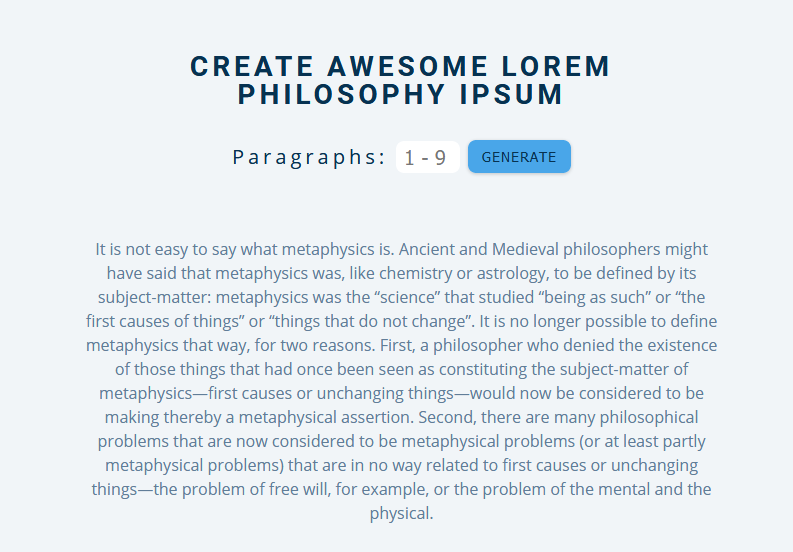 CREATE AWESOME LOREM
PHILOSOPHY IPSUM
Paragraphs: 1 - 9 GENERATE
It is not easy to say what metaphysics is. Ancient and Medieval philosophers might
have said that metaphysics was, like chemistry or astrology, to be defined by its
subject-matter: metaphysics was the “science” that studied “being as such” or “the
first causes of things” or “things that do not change”. It is no longer possible to define
metaphysics that way, for two reasons. First, a philosopher who denied the existence
of those things that had once been seen as constituting the subject-matter of
metaphysics—first causes or unchanging things—would now be considered to be
making thereby a metaphysical assertion. Second, there are many philosophical
problems that are now considered to be metaphysical problems (or at least partly
metaphysical problems) that are in no way related to first causes or unchanging
things—the problem of free will, for example, or the problem of the mental and the
physical.